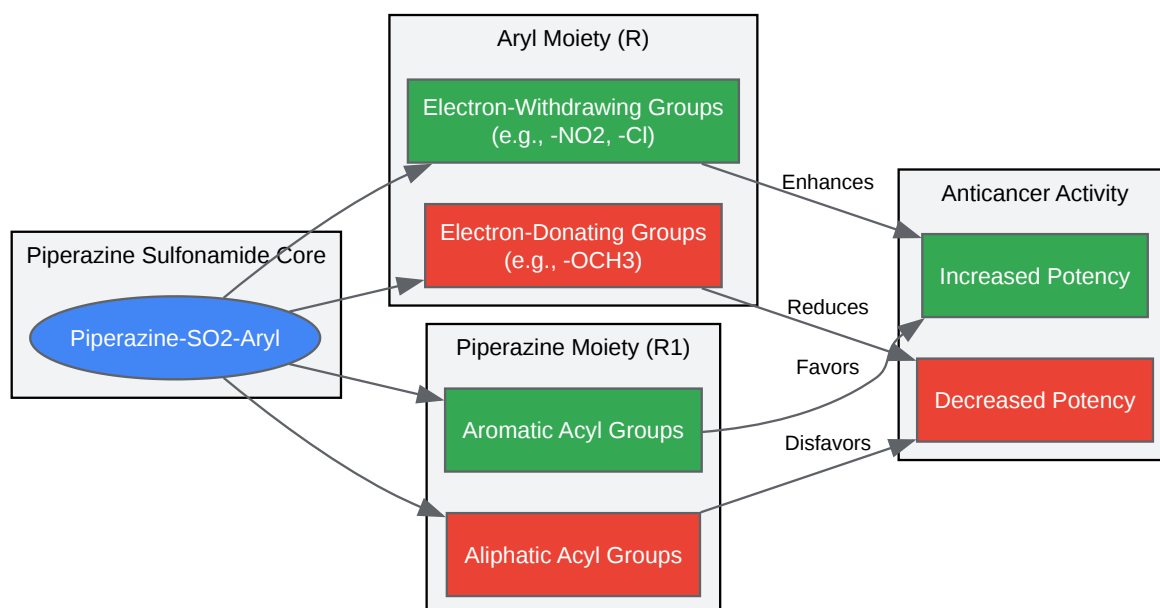 Piperazine Sulfonamide Core
Piperazine-SO2-Aryl
Aryl Moiety (R)
Electron-Withdrawing Groups
(e.g., -NO2, -Cl)
Electron-Donating Groups
(e.g., -OCH3)
Piperazine Moiety (R1)
Aromatic Acyl Groups
Aliphatic Acyl Groups
Enhances
Reduces
Favors
Disfavors
Anticancer Activity
Increased Potency
Decreased Potency